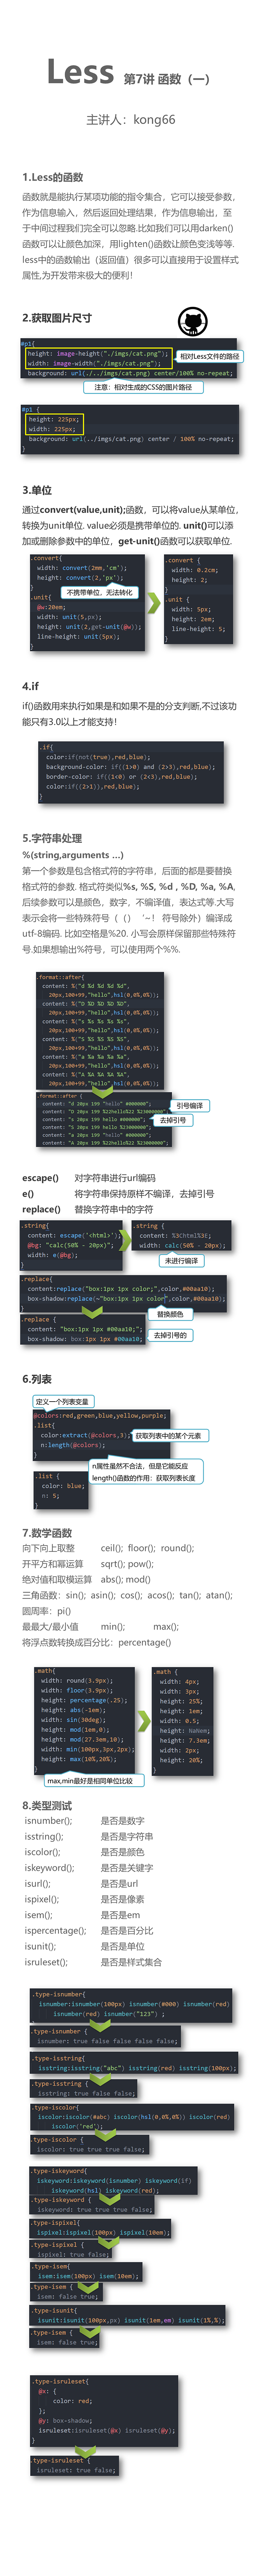 Less 第7讲 函数（一）
主讲人：kong66
1.Less的函数
函数就是能执行某项功能的指令集合，它可以接受参数，
作为信息输入，然后返回处理结果，作为信息输出，至
于中间过程我们完全可以忽略.比如我们可以用darken()
函数可以让颜色加深，用lighten()函数让颜色变浅等等.
less中的函数输出（返回值）很多可以直接用于设置样式
属性,为开发带来极大的便利！
2.获取图片尺寸
#p1{
height: image-height("./imgs/cat.png");
width: image-width("./imgs/cat.png");
background: url(./../imgs/cat.png) center/100% no-repeat;
相对Less文件的路径
注意：相对生成的CSS的图片路径
#p1 {
height: 225px;
width: 225px;
background: url(../imgs/cat.png) center / 100% no-repeat;
}
3.单位
通过convert(value,unit);函数，可以将value从某单位，
转换为unit单位. value必须是携带单位的. unit()可以添
加或删除参数中的单位，get-unit()函数可以获取单位.
.convert{
width: convert(2mm,'cm');
height: convert(2,'px');
}
不携带单位，无法转化
.unit{
@w:20em;
width: unit(5,px);
height: unit(2,get-unit(@w));
line-height: unit(5px);
}
.convert {
width: 0.2cm;
height: 2;
}
.unit {
width: 5px;
height: 2em;
line-height: 5;
}
4.if
if()函数用来执行如果是和如果不是的分支判断,不过该功
能只有3.0以上才能支持！
.if{
color:if(not(true),red,blue);
background-color: if((1>0) and (2>3),red,blue);
border-color: if((1<0) or (2<3),red,blue);
color:if((2>1)),red,blue);
}
5.字符串处理
%(string,arguments ...)
第一个参数是包含格式符的字符串，后面的都是要替换
格式符的参数. 格式符类似%s, %S, %d , %D, %a, %A,
后续参数可以是颜色，数字，不编译值，表达式等.大写
表示会将一些特殊符号（（） '~！ 符号除外）编译成
utf-8编码. 比如空格是%20. 小写会原样保留那些特殊符
号.如果想输出%符号，可以使用两个%%.
.format::after{
content: %("d %d %d %d %d",
20px,100+99,"hello",hsl(0,0%,0%));
content: %("D %D %D %D %D",
20px,100+99,"hello",hsl(0,0%,0%));
content: %("s %s %s %s %s",
20px,100+99,"hello",hsl(0,0%,0%));
content: %("S %S %S %S %S",
20px,100+99,"hello",hsl(0,0%,0%));
content: %("a %a %a %a %a",
20px,100+99,"hello",hsl(0,0%,0%));
content: %("A %A %A %A %A",
20px,100+99,"hello",hsl(0,0%,0%));
.format::after {
content: "d 20px 199 "hello" #000000";
content: "D 20px 199 %22hello%22 %23000000";
content: "s 20px 199 hello #000000";
content: "S 20px 199 hello %23000000";
content: "a 20px 199 "hello" #000000";
content: "A 20px 199 %22hello%22 %23000000";
引号编译
去掉引号
escape() 对字符串进行url编码
e() 将字符串保持原样不编译，去掉引号
replace() 替换字符串中的字符
.string{
content: escape('<html>');
@bg: "calc(50% - 20px)";
width: e(@bg);
}
.string {
content: %3Chtml%3E;
width: calc(50% - 20px);
未进行编译
.replace{
content:replace("box:1px 1px color;",color,#00aa10);
box-shadow:replace(~"box:1px 1px color",color,#00aa10);
}
替换颜色
.replace {
content: "box:1px 1px #00aa10;";
box-shadow: box:1px 1px #00aa10;
去掉引号的
6.列表
定义一个列表变量
@colors:red,green,blue,yellow,purple;
.list{
color:extract(@colors,3);
n:length(@colors);
}
获取列表中的某个元素
n属性虽然不合法，但是它能反应
length()函数的作用：获取列表长度
.list {
color: blue;
n: 5;
}
7.数学函数
向下向上取整 ceil(); floor(); round();
开平方和幂运算 sqrt(); pow();
绝对值和取模运算 abs(); mod()
三角函数：sin(); asin(); cos(); acos(); tan(); atan();
圆周率：pi()
最最大/最小值 min(); max();
将浮点数转换成百分比：percentage()
.math{
width: round(3.9px);
width: floor(3.9px);
height: percentage(.25);
height: abs(-1em);
width: sin(30deg);
height: mod(1em,0);
height: mod(27.3em,10);
width: min(100px,3px,2px);
height: max(10%,20%);
}
max,min最好是相同单位比较
.math {
width: 4px;
width: 3px;
height: 25%;
height: 1em;
width: 0.5;
height: NaNem;
height: 7.3em;
width: 2px;
height: 20%;
}
8.类型测试
isnumber(); 是否是数字
isstring(); 是否是字符串
iscolor(); 是否是颜色
iskeyword(); 是否是关键字
isurl(); 是否是url
ispixel(); 是否是像素
isem(); 是否是em
ispercentage(); 是否是百分比
isunit(); 是否是单位
isruleset(); 是否是样式集合
.type-isnumber{
isnumber:isnumber(100px) isnumber(#000) isnumber(red)
isnumber(red) isnumber("123") ;
.type-isnumber {
isnumber: true false false false false;
.type-isstring{
isstring:isstring("abc") isstring(red) isstring(100px);
.type-isstring {
isstring: true false false;
.type-iscolor{
iscolor:iscolor(#abc) iscolor(hsl(0,0%,0%)) iscolor(red)
iscolor('red');
.type-iscolor {
iscolor: true true true false;
.type-iskeyword{
iskeyword:iskeyword(isnumber) iskeyword(if)
iskeyword(hsl) iskeyword(red);
.type-iskeyword {
iskeyword: true true true false;
.type-ispixel{
ispixel:ispixel(100px) ispixel(10em);
.type-ispixel {
ispixel: true false;
.type-isem{
isem:isem(100px) isem(10em);
.type-isem {
isem: false true;
.type-isunit{
isunit:isunit(100px,px) isunit(1em,em) isunit(1%,%);
.type-isem {
isem: false true;
.type-isruleset{
@x: {
color: red;
};
@y: box-shadow;
isruleset:isruleset(@x) isruleset(@y);
}
.type-isruleset {
isruleset: true false;